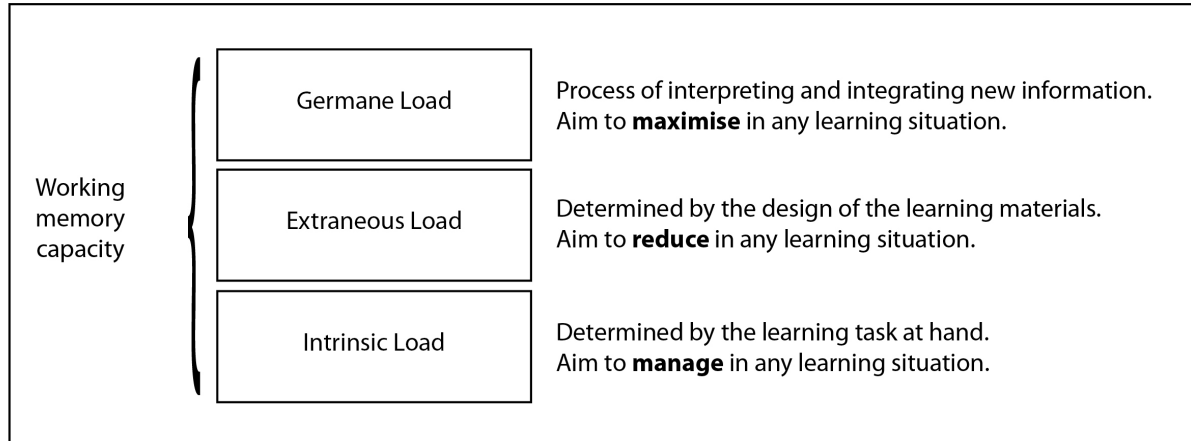 Working
memory
capacity
Germane Load
Process of interpreting and integrating new information.
Aim to maximise in any learning situation.
Extraneous Load
Determined by the design of the learning materials.
Aim to reduce in any learning situation.
Intrinsic Load
Determined by the learning task at hand.
Aim to manage in any learning situation.